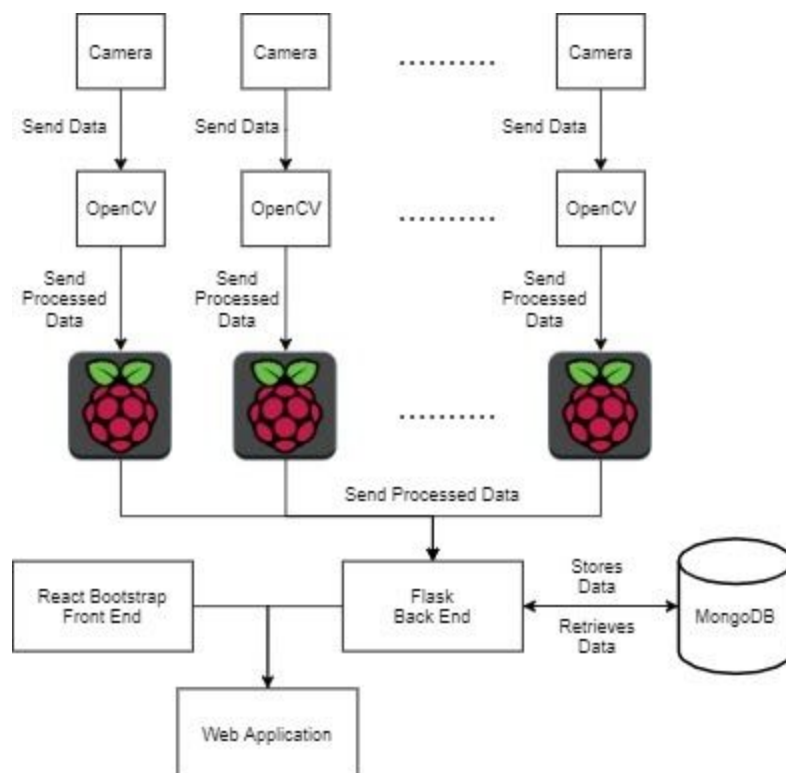 Camera
Camera
Camera
Send Data
Send Data
Send Data
OpenCV
OpenCV
OpenCV
Send
Processed
Data
Send
Processed
Data
Send
Processed
Data
Send Processed Data
React Bootstrap
Front End
Flask
Back End
Stores
Data
Retrieves
Data
MongoDB
Web Application